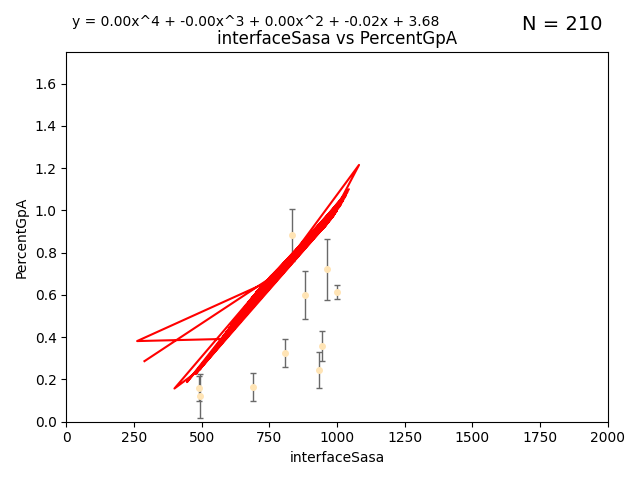 y = 0.00x^4 + -0.00x^3 + 0.00x^2 + -0.02x + 3.68
N = 210
interfaceSasa vs PercentGpA
PercentGpA
1.6
1.4
1.2
1.0
0.8
0.6
0.4
0.2
0.0
0 250 500 750 1000 1250 1500 1750 2000
interfaceSasa